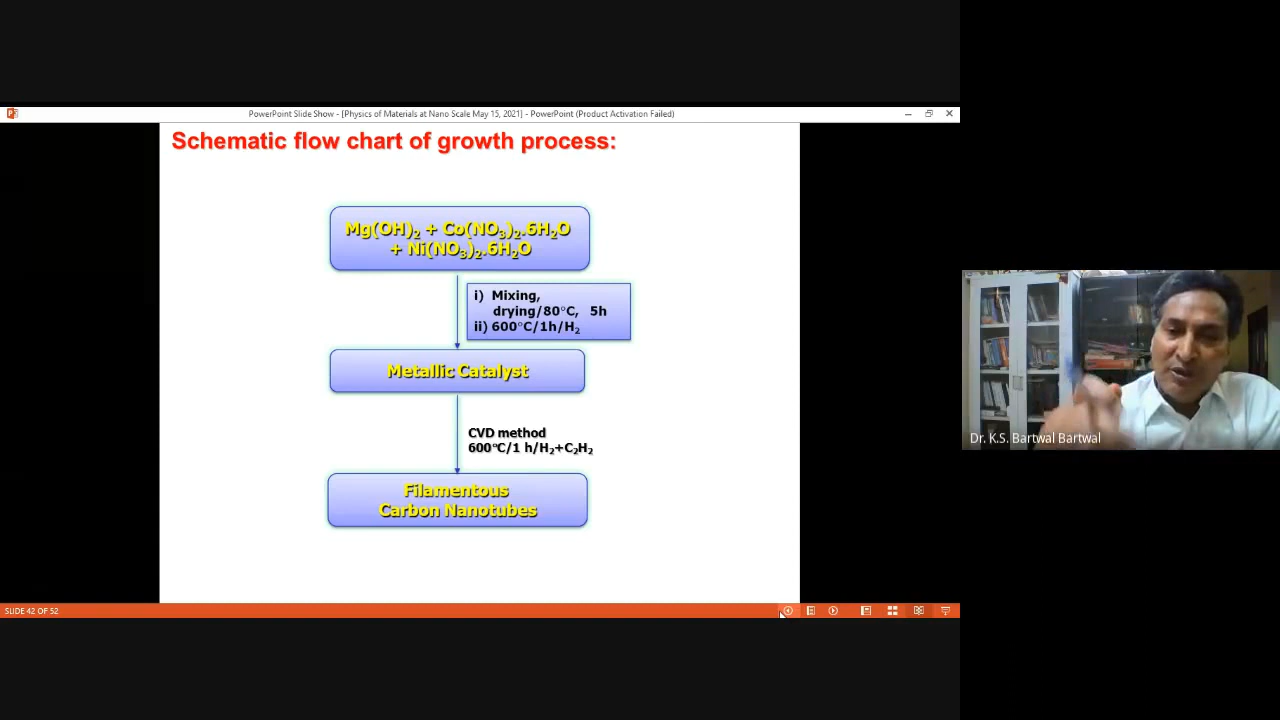 PowerPoint Slide Show - [Physics of Materials at Nano Scale May 15, 2021] - PowerPoint (Product Activation Failed)
Schematic flow chart of growth process:
Mg(OH)₂ + Co(NO₃)₂.6H₂O
+ Ni(NO₃)₂.6H₂O
i) Mixing,
drying/80°C, 5h
ii) 600°C/1h/H₂
Metallic Catalyst
CVD method
600°C/1 h/H₂+C₂H₂
Filamentous
Carbon Nanotubes
SLIDE 42 OF 52
Dr. K.S. Bartwal Bartwal